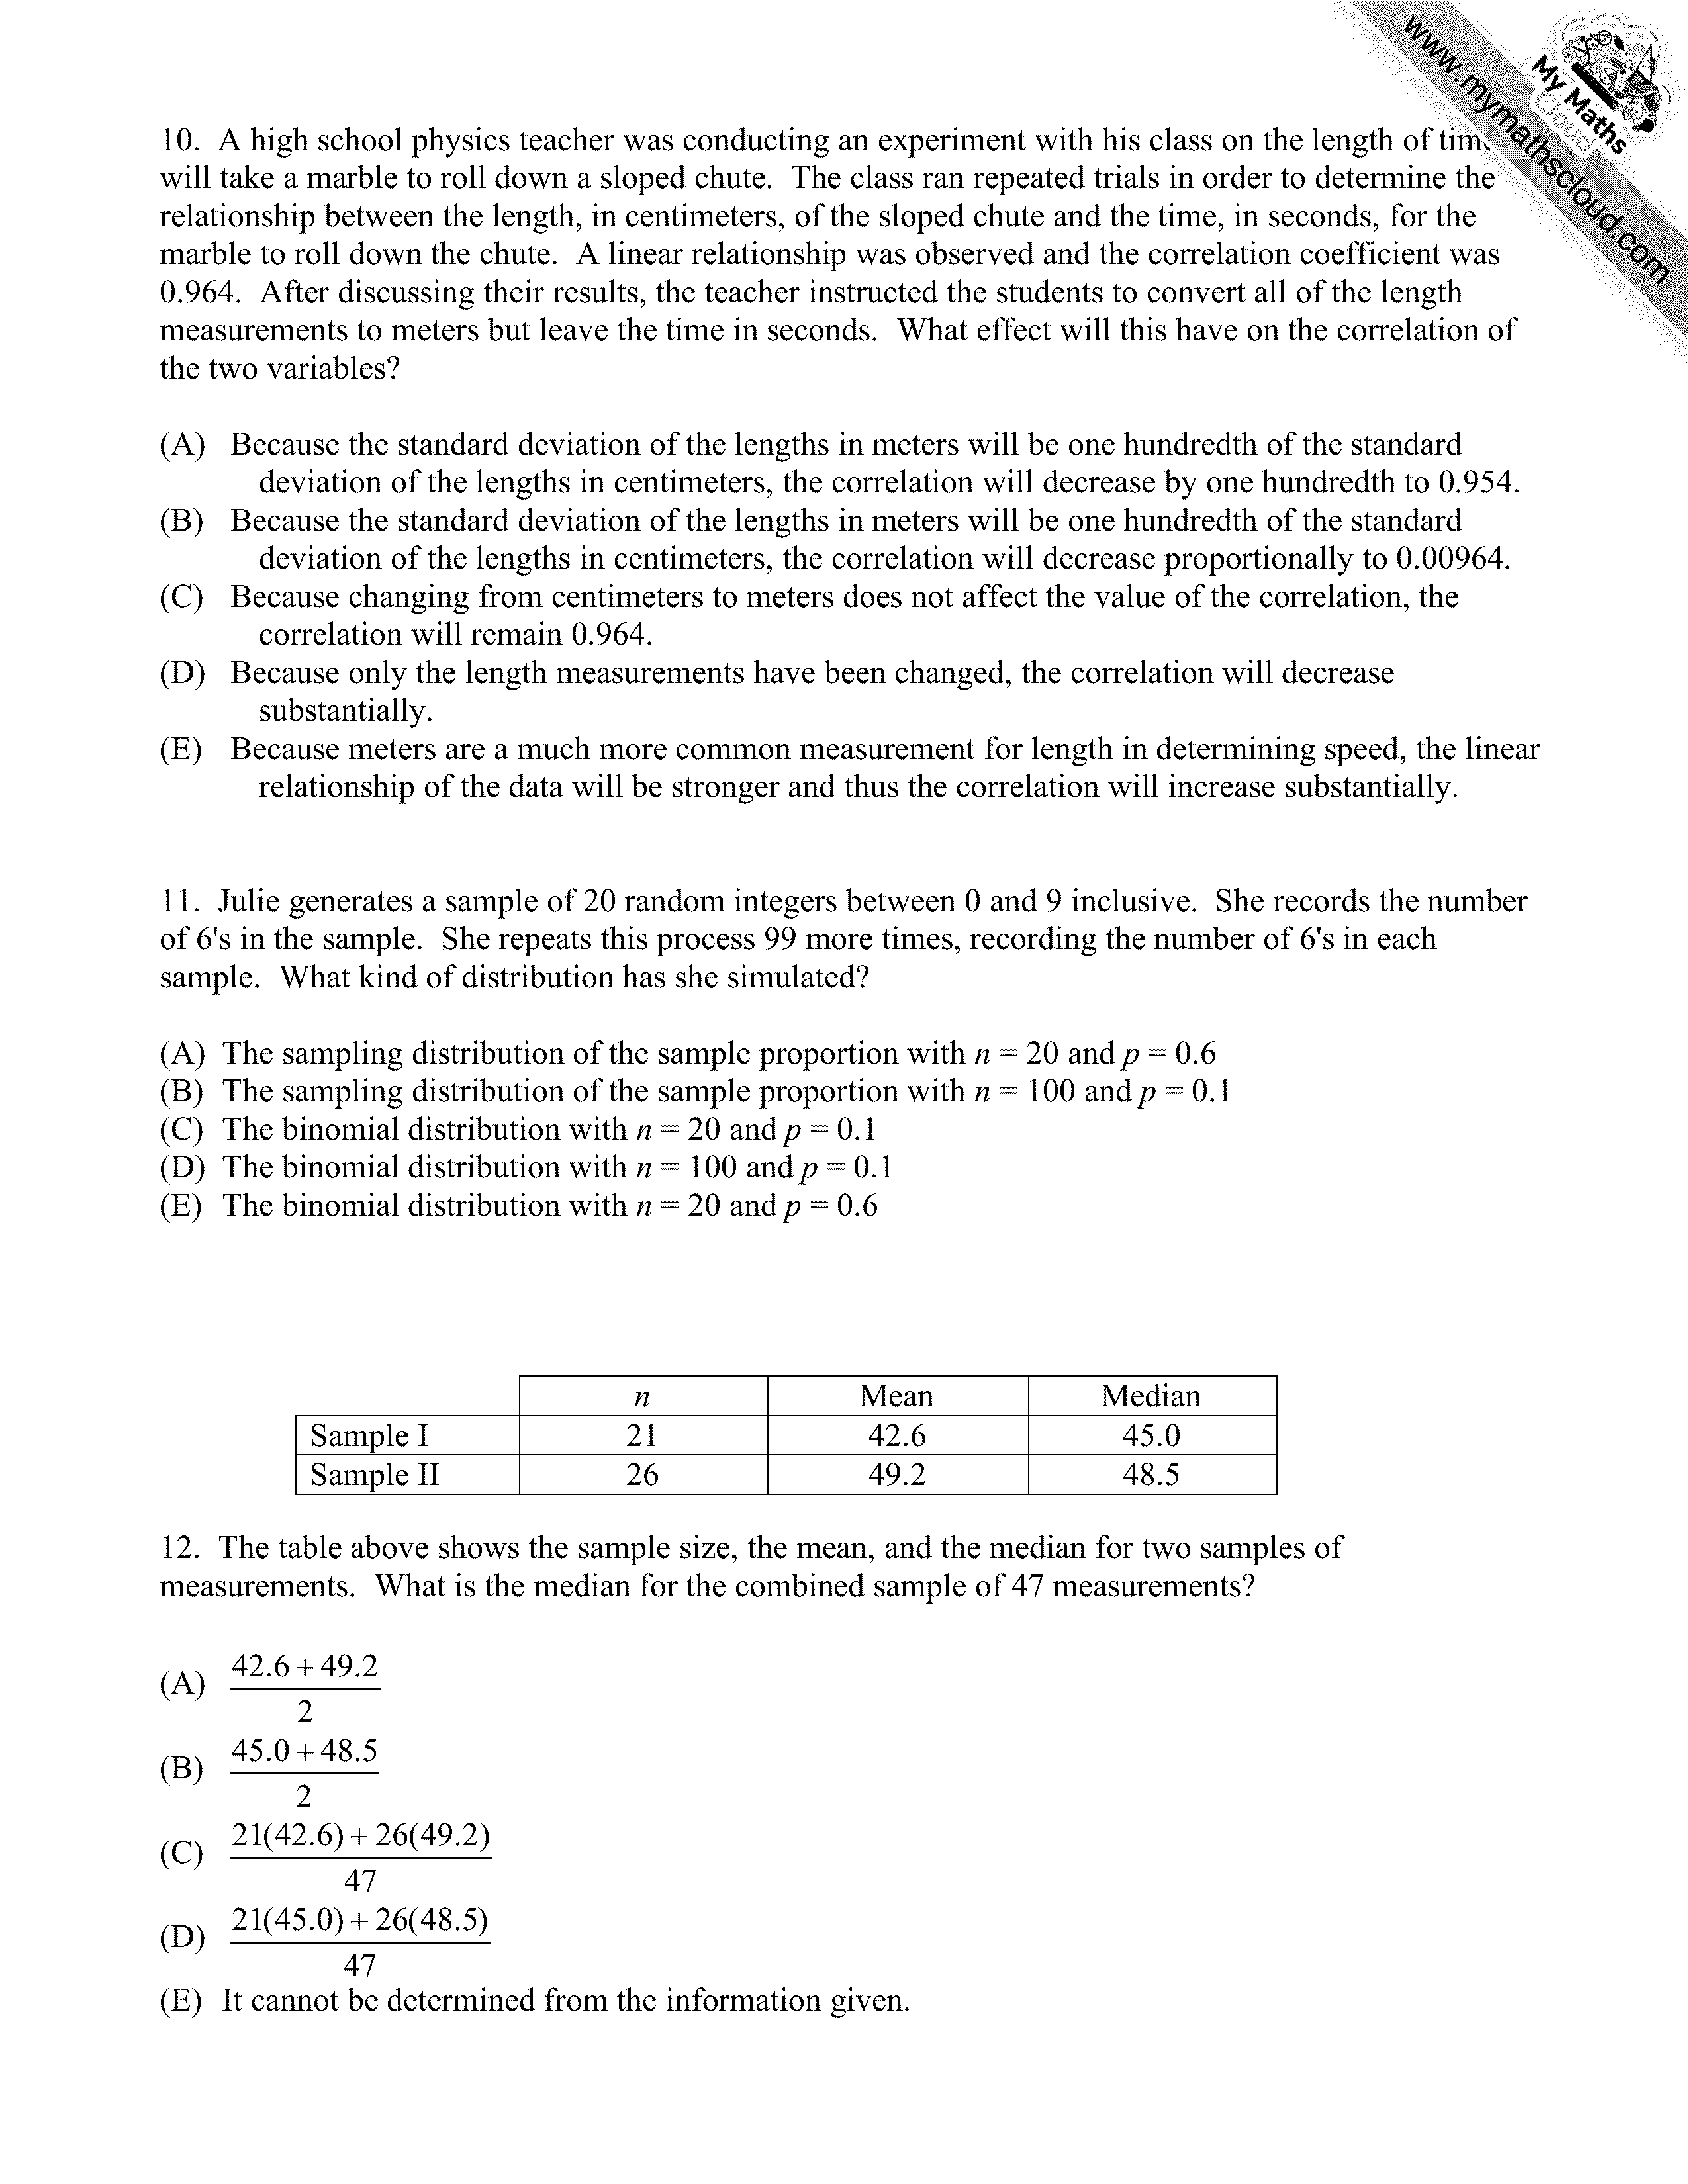 www.mymathscloud.com
My Maths
Cloud
10. A high school physics teacher was conducting an experiment with his class on the length of
will take a marble to roll down a sloped chute. The class ran repeated trials in order to determine the
relationship between the length, in centimeters, of the sloped chute and the time, in seconds, for the
marble to roll down the chute. A linear relationship was observed and the correlation coefficient was
0.964. After discussing their results, the teacher instructed the students to convert all of the length
measurements to meters but leave the time in seconds. What effect will this have on the correlation of
the two variables?
(A) Because the standard deviation of the lengths in meters will be one hundredth of the standard
deviation of the lengths in centimeters, the correlation will decrease by one hundredth to 0.954.
(B) Because the standard deviation of the lengths in meters will be one hundredth of the standard
deviation of the lengths in centimeters, the correlation will decrease proportionally to 0.00964.
(C) Because changing from centimeters to meters does not affect the value of the correlation, the
correlation will remain 0.964.
(D) Because only the length measurements have been changed, the correlation will decrease
substantially.
(E) Because meters are a much more common measurement for length in determining speed, the linear
relationship of the data will be stronger and thus the correlation will increase substantially.
11. Julie generates a sample of 20 random integers between 0 and 9 inclusive. She records the number
of 6's in the sample. She repeats this process 99 more times, recording the number of 6's in each
sample. What kind of distribution has she simulated?
(A) The sampling distribution of the sample proportion with n = 20 and p = 0.6
(B) The sampling distribution of the sample proportion with n = 100 and p = 0.1
(C) The binomial distribution with n = 20 and p = 0.1
(D) The binomial distribution with n = 100 and p = 0.1
(E) The binomial distribution with n = 20 and p = 0.6
n Mean Median
Sample I 21 42.6 45.0
Sample II 26 49.2 48.5
12. The table above shows the sample size, the mean, and the median for two samples of
measurements. What is the median for the combined sample of 47 measurements?
(A) 42.6 + 49.2
2
(B) 45.0 + 48.5
2
(C) 21(42.6) + 26(49.2)
47
(D) 21(45.0) + 26(48.5)
47
(E) It cannot be determined from the information given.